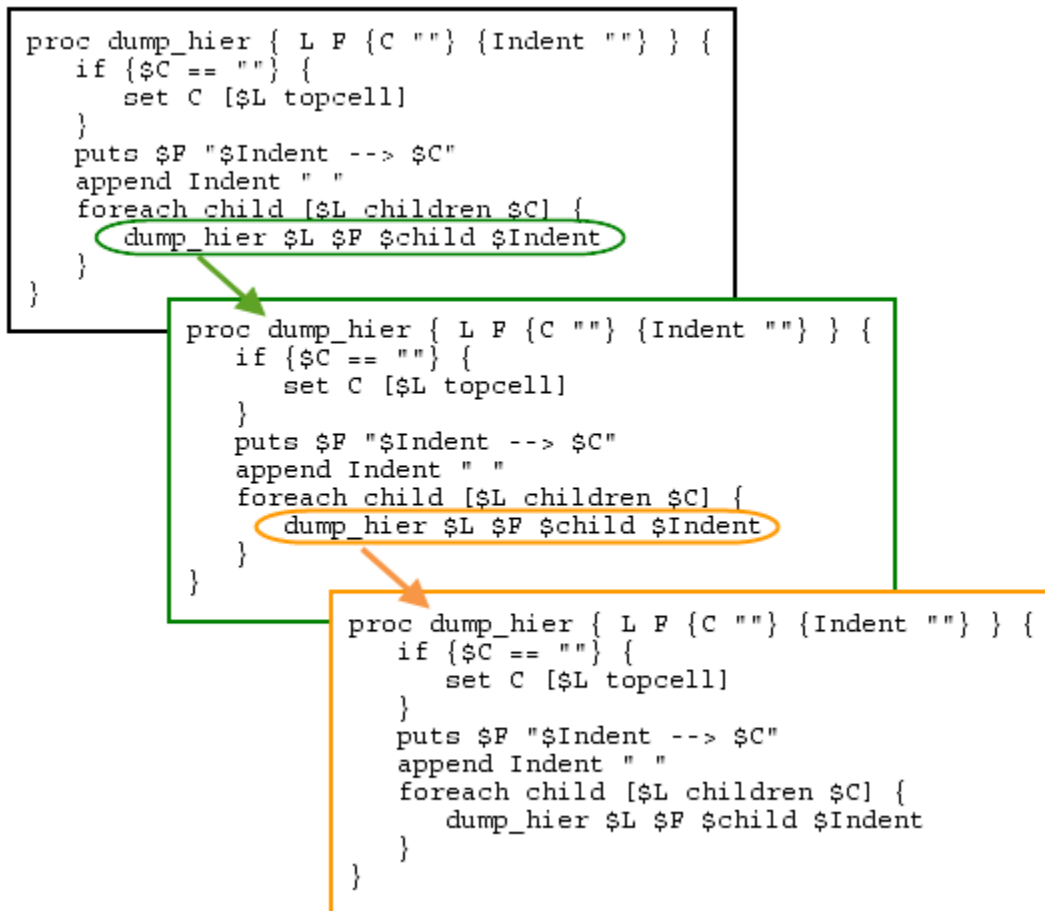 proc dump_hier { L F {C ""} {Indent ""} } {
   if {$C == ""} {
      set C [$L topcell]
   }
   puts $F "$Indent --> $C"
   append Indent " "
   foreach child [$L children $C] {
      dump_hier $L $F $child $Indent
   }
}
proc dump_hier { L F {C ""} {Indent ""} } {
   if {$C == ""} {
      set C [$L topcell]
   }
   puts $F "$Indent --> $C"
   append Indent " "
   foreach child [$L children $C] {
      dump_hier $L $F $child $Indent
   }
}
proc dump_hier { L F {C ""} {Indent ""} } {
   if {$C == ""} {
      set C [$L topcell]
   }
   puts $F "$Indent --> $C"
   append Indent " "
   foreach child [$L children $C] {
      dump_hier $L $F $child $Indent
   }
}